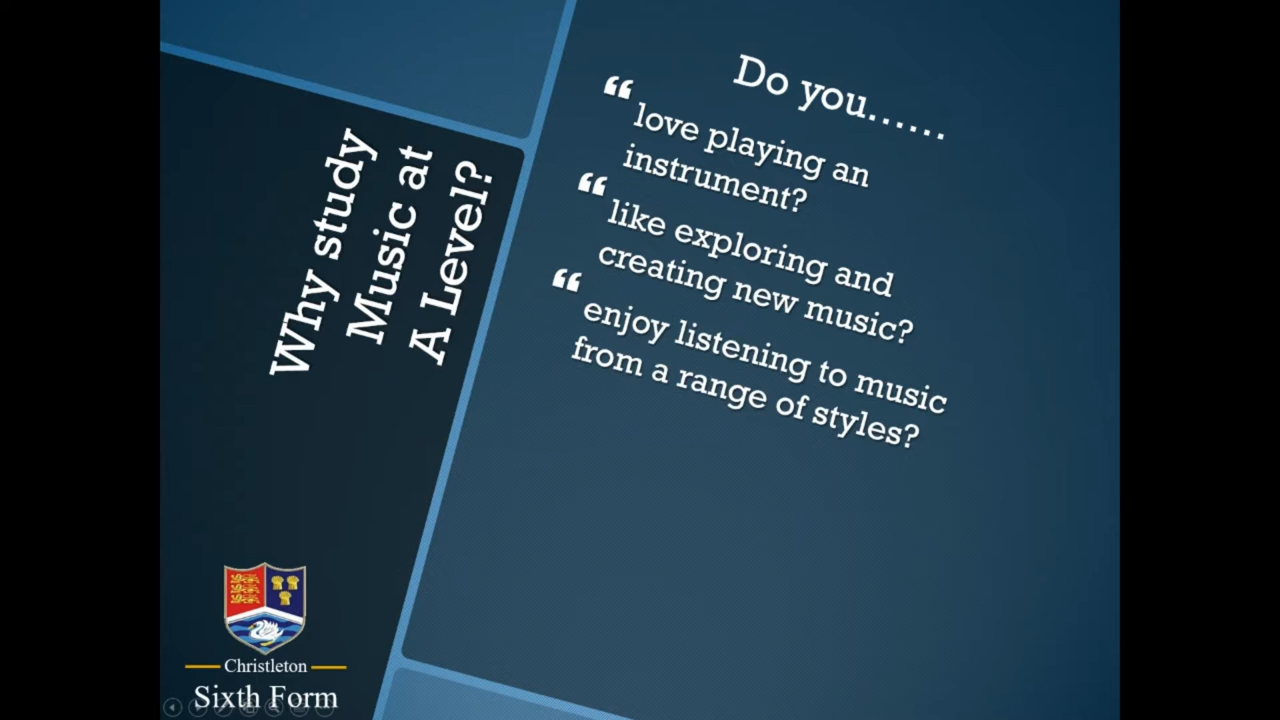 Why study
Music at
A Level?
Do you......
“ love playing an
instrument?
“ like exploring and
creating new music?
“ enjoy listening to music
from a range of styles?
Christleton
Sixth Form